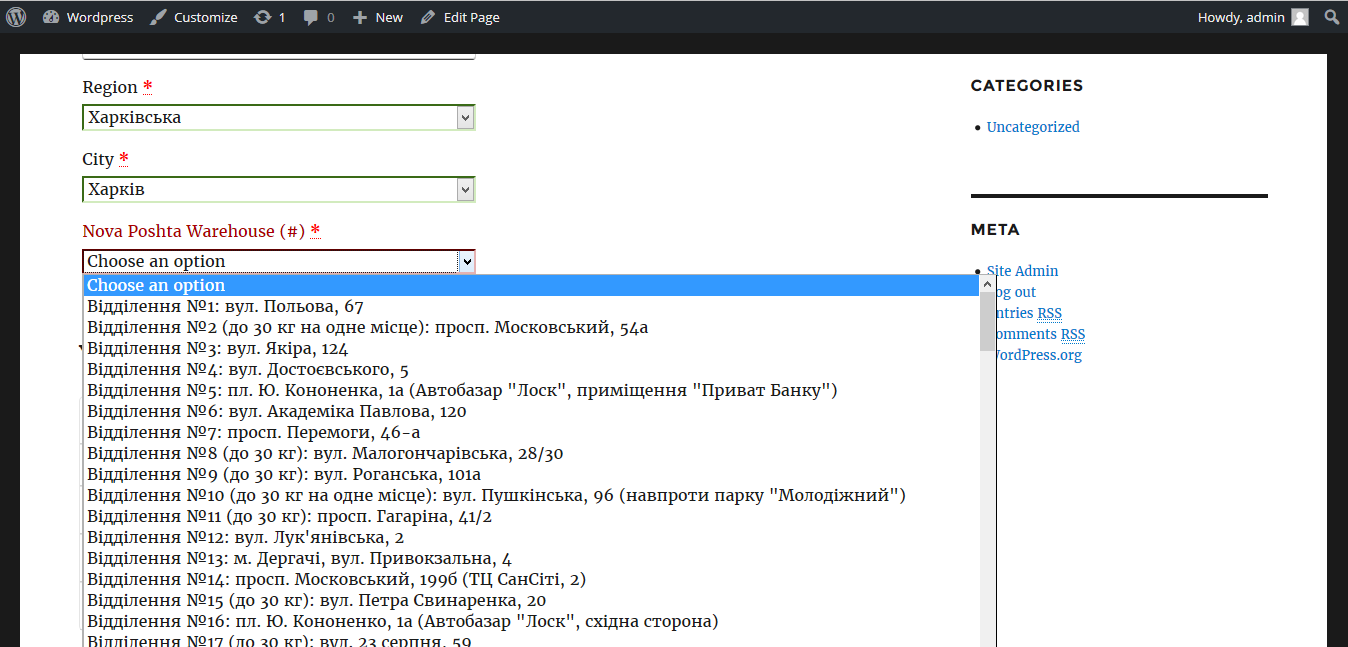 Wordpress Customize 1 0 New Edit Page Howdy, admin
Region *
Харківська
City *
Харків
Nova Poshta Warehouse (#) *
Choose an option
Choose an option
Відділення №1: вул. Польова, 67
Відділення №2 (до 30 кг на одне місце): просп. Московський, 54а
Відділення №3: вул. Якіра, 124
Відділення №4: вул. Достоєвського, 5
Відділення №5: пл. Ю. Кононенка, 1а (Автобазар "Лоск", приміщення "Приват Банку")
Відділення №6: вул. Академіка Павлова, 120
Відділення №7: просп. Перемоги, 46-а
Відділення №8 (до 30 кг): вул. Малогончарівська, 28/30
Відділення №9 (до 30 кг): вул. Роганська, 101а
Відділення №10 (до 30 кг на одне місце): вул. Пушкінська, 96 (навпроти парку "Молодіжний")
Відділення №11 (до 30 кг): просп. Гагаріна, 41/2
Відділення №12: вул. Лук'янівська, 2
Відділення №13: м. Дергачі, вул. Привокзальна, 4
Відділення №14: просп. Московський, 199б (ТЦ СанСіті, 2)
Відділення №15 (до 30 кг): вул. Петра Свинаренка, 20
Відділення №16: пл. Ю. Кононенко, 1а (Автобазар "Лоск", східна сторона)
Відділення №17 (до 30 кг): вул. 23 серпня, 59
CATEGORIES
Uncategorized
META
Site Admin
og out
ntries RSS
omments RSS
WordPress.org